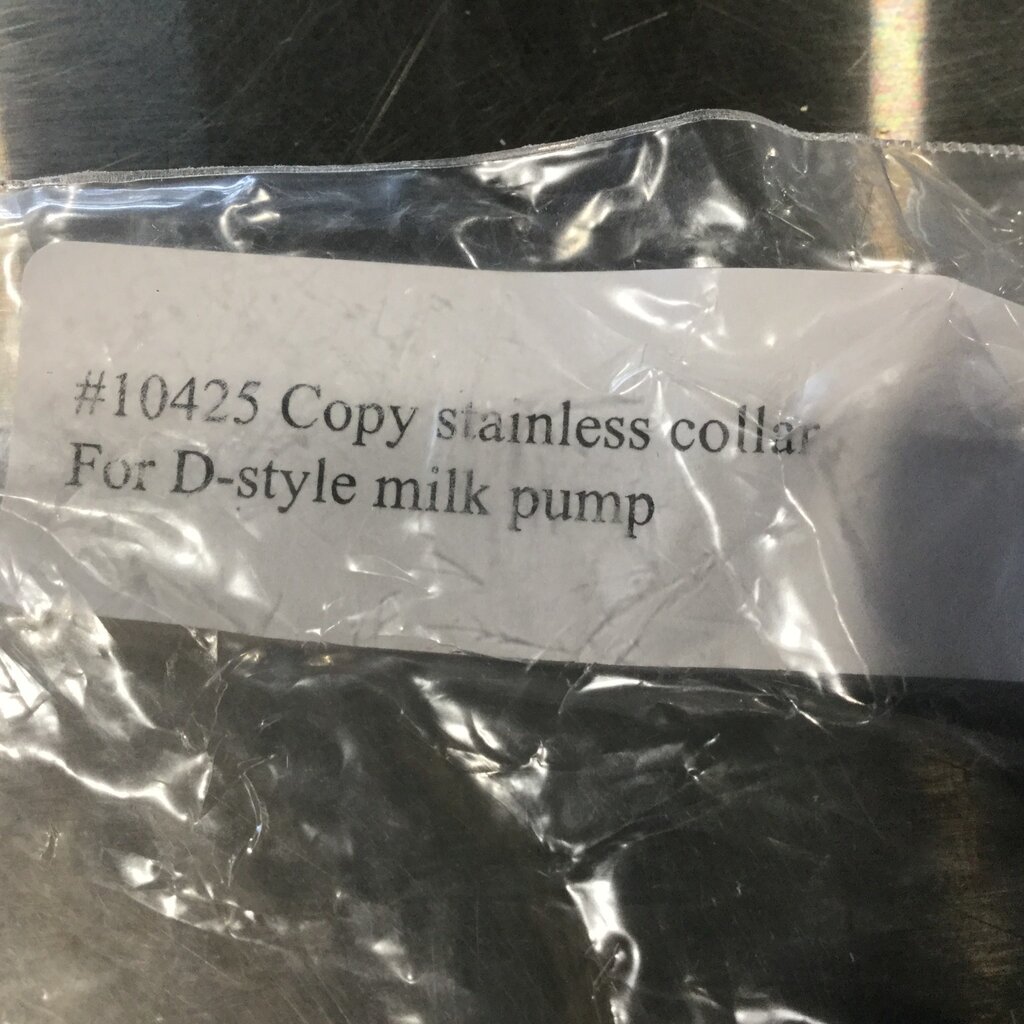 #10425 Copy stainless collar
For D-style milk pump